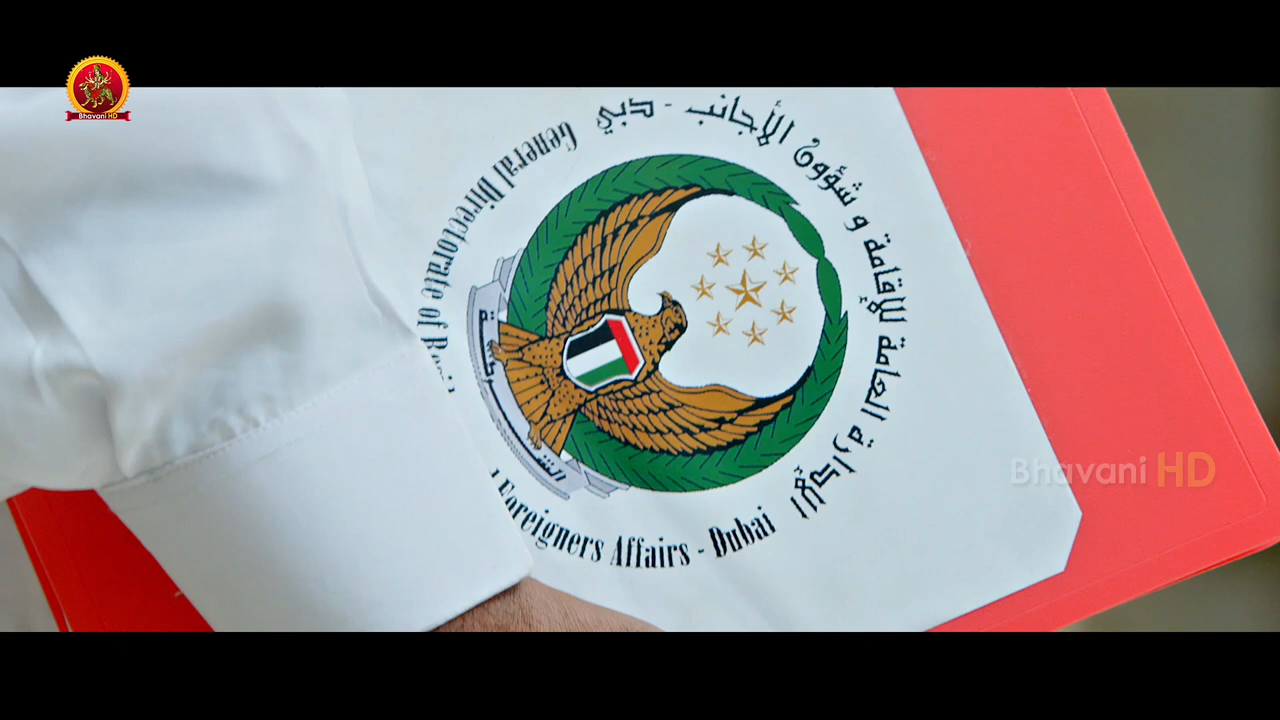 Bhavani HD
الإدارة العامة للإقامة و شؤون الأجانب - دبي
General Directorate of
Foreigners Affairs - Dubai
Bhavani HD